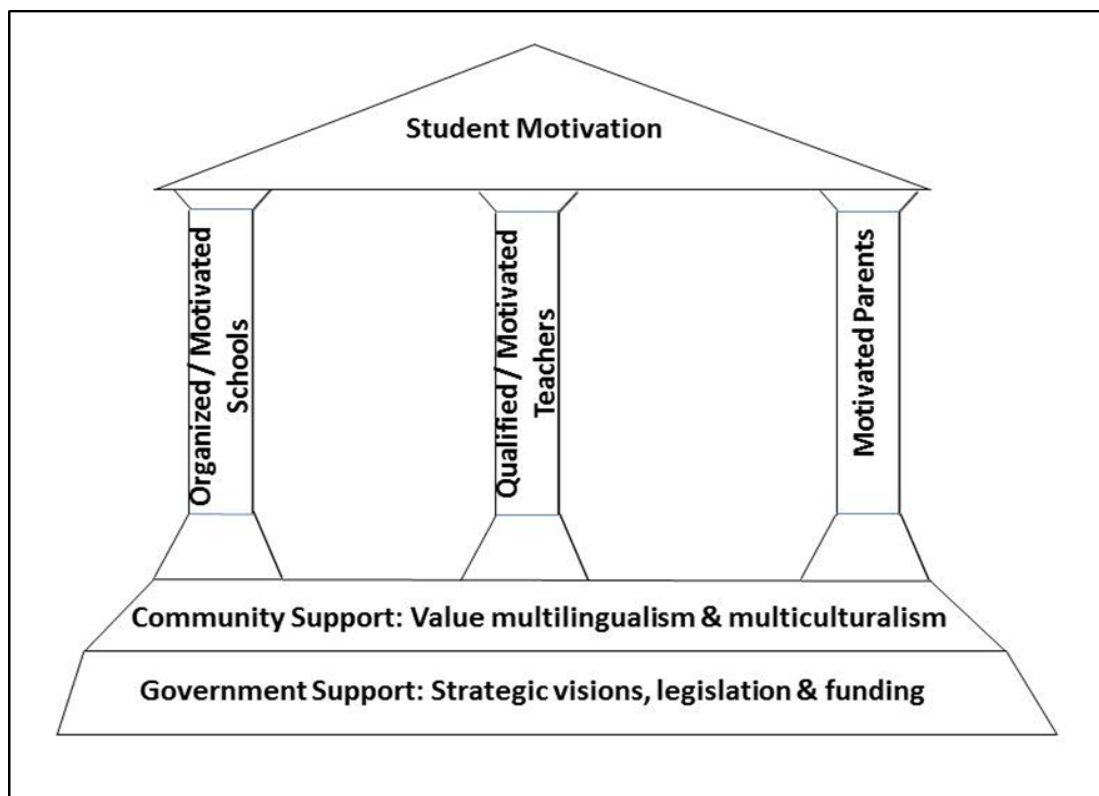 Student Motivation
Organized / Motivated
Schools
Qualified / Motivated
Teachers
Motivated Parents
Community Support: Value multilingualism & multiculturalism
Government Support: Strategic visions, legislation & funding